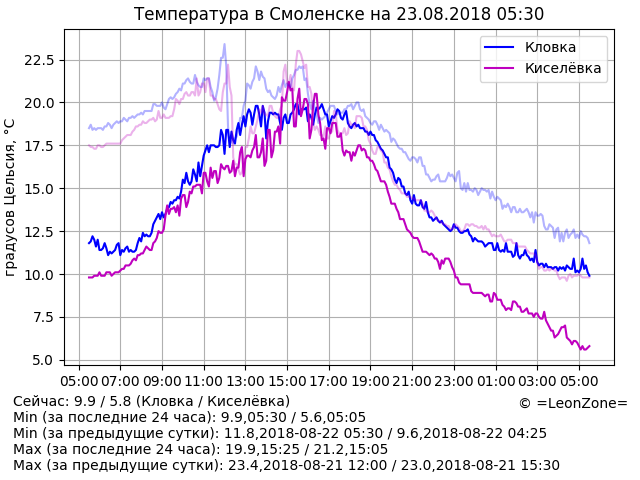 Температура в Смоленске на 23.08.2018 05:30
градусов Цельсия, °C
22.5
20.0
17.5
15.0
12.5
10.0
7.5
5.0
Кловка
Киселёвка
05:00 07:00 09:00 11:00 13:00 15:00 17:00 19:00 21:00 23:00 01:00 03:00 05:00
Сейчас: 9.9 / 5.8 (Кловка / Киселёвка)
© =LeonZone=
Min (за последние 24 часа): 9.9,05:30 / 5.6,05:05
Min (за предыдущие сутки): 11.8,2018-08-22 05:30 / 9.6,2018-08-22 04:25
Max (за последние 24 часа): 19.9,15:25 / 21.2,15:05
Max (за предыдущие сутки): 23.4,2018-08-21 12:00 / 23.0,2018-08-21 15:30